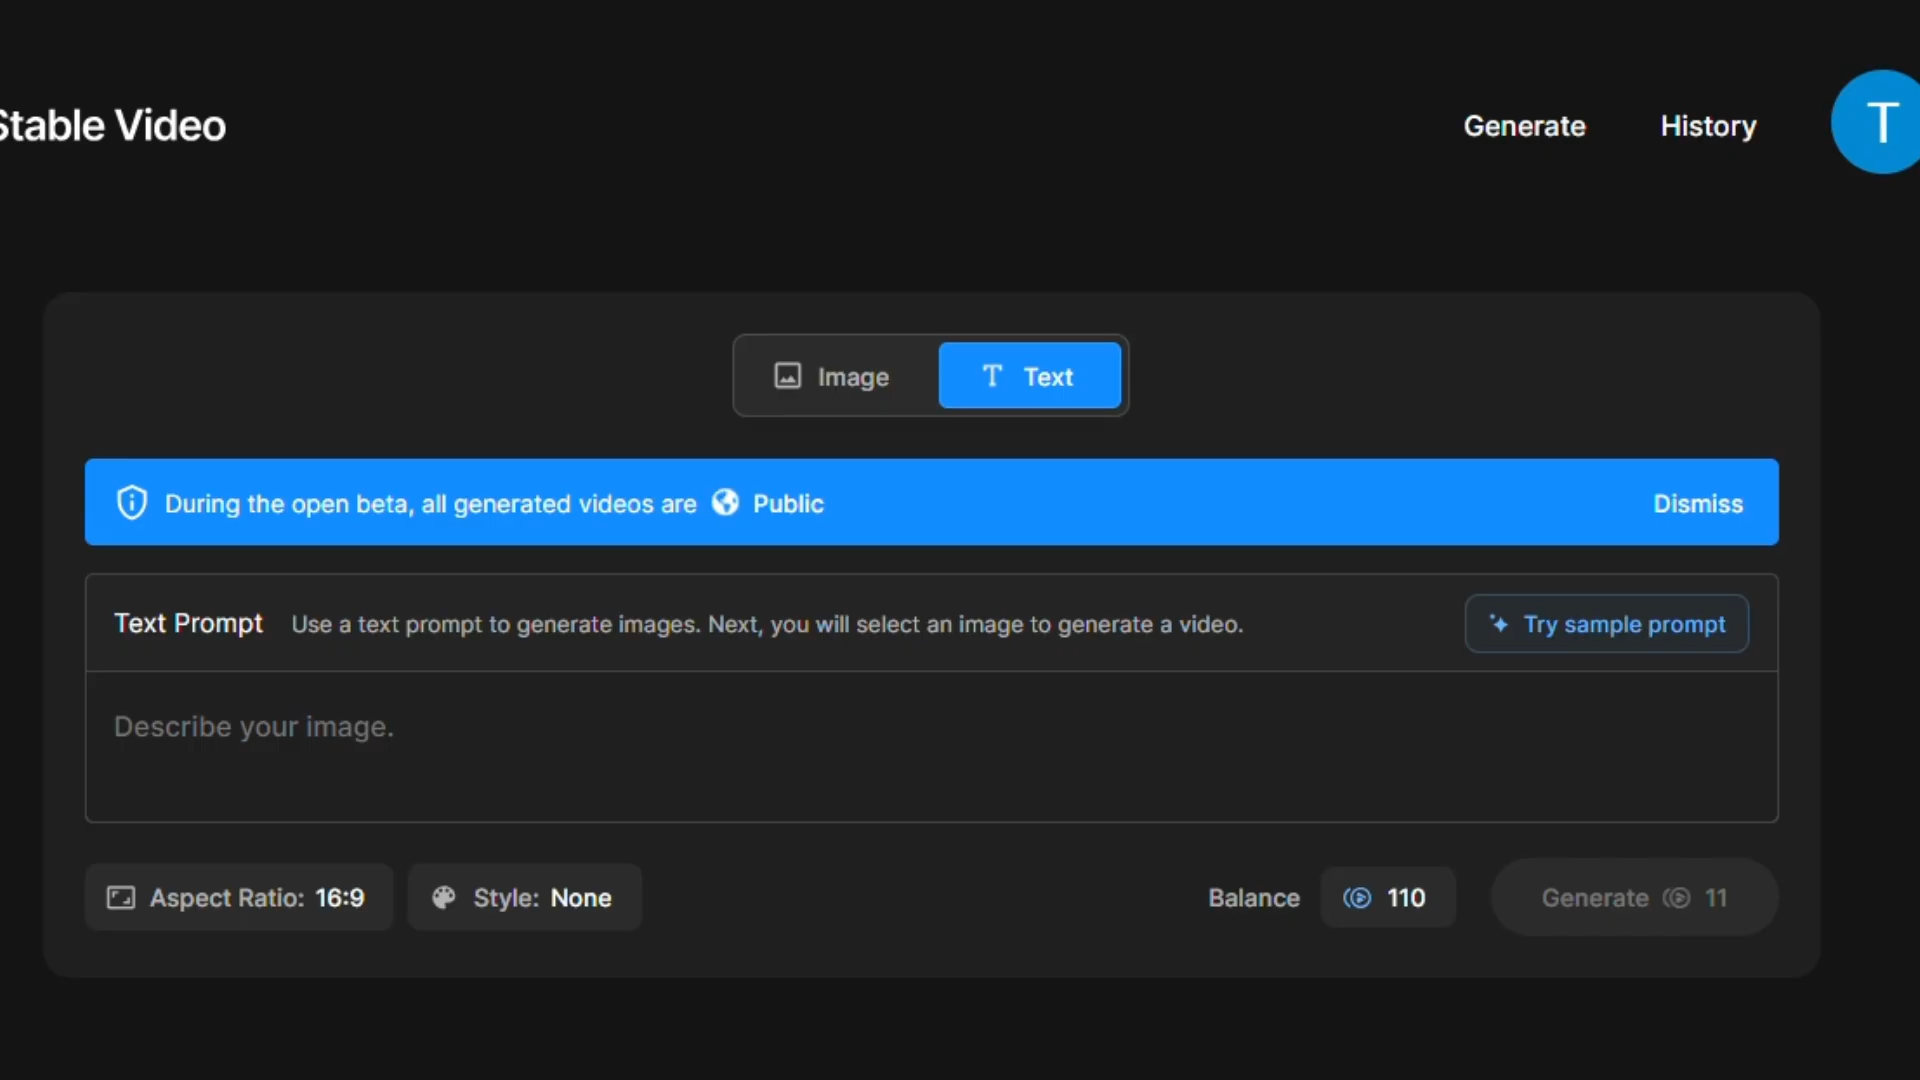 Stable Video
Generate
History
T
Image
T Text
During the open beta, all generated videos are Public
Dismiss
Text Prompt
Use a text prompt to generate images. Next, you will select an image to generate a video.
Try sample prompt
Describe your image.
Aspect Ratio: 16:9
Style: None
Balance
110
Generate 11